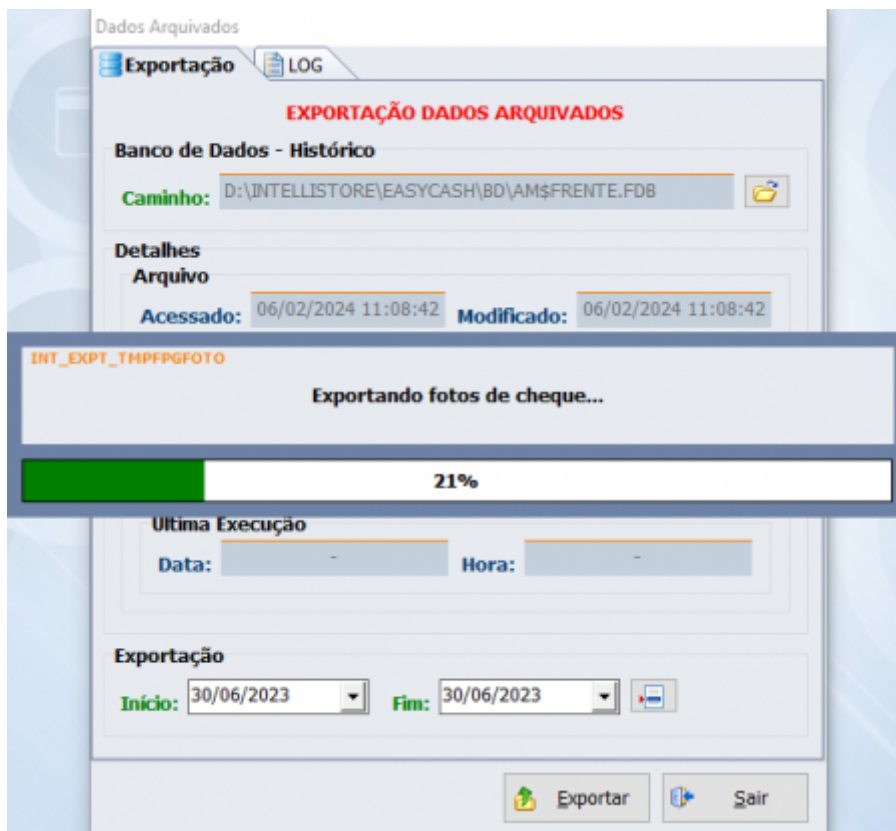 Dados Arquivados
Exportação LOG
EXPORTAÇÃO DADOS ARQUIVADOS
Banco de Dados - Histórico
Caminho: D:\INTELLISTORE\EASYCASH\BD\AM$FRENTE.FDB
Detalhes
Arquivo
Acessado: 06/02/2024 11:08:42 Modificado: 06/02/2024 11:08:42
INT_EXPT_TMPFPGFOTO
Exportando fotos de cheque...
21%
Ultima Execução
Data: - Hora: -
Exportação
Início: 30/06/2023 Fim: 30/06/2023
Exportar Sair